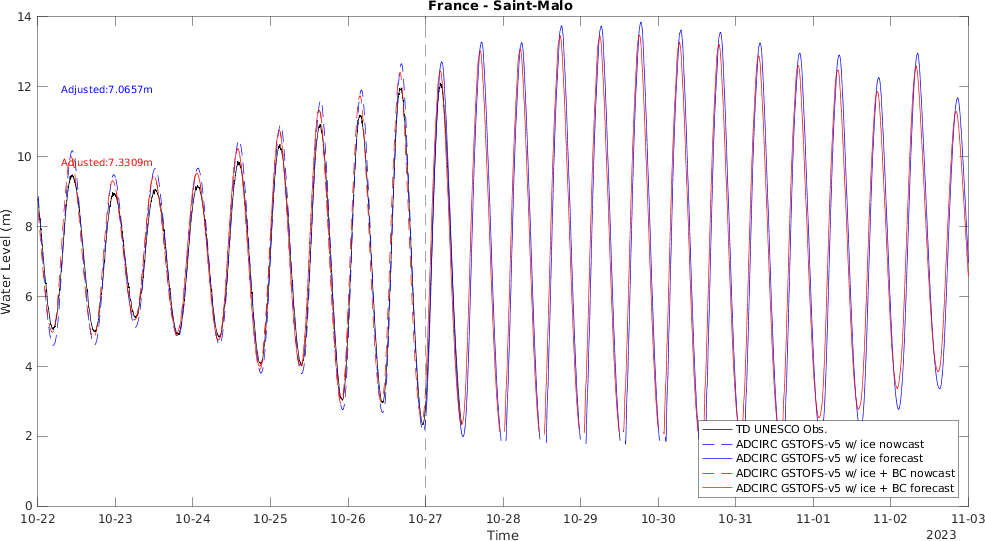 France - Saint-Malo
14
12
10
8
6
4
2
0
Water Level (m)
Adjusted:7.0657m
Adjusted:7.3309m
TD UNESCO Obs.
ADCIRC GSTOFS-v5 w/ ice nowcast
ADCIRC GSTOFS-v5 w/ ice forecast
ADCIRC GSTOFS-v5 w/ ice + BC nowcast
ADCIRC GSTOFS-v5 w/ ice + BC forecast
10-22 10-23 10-24 10-25 10-26 10-27 10-28 10-29 10-30 10-31 11-01 11-02 11-03
Time
2023